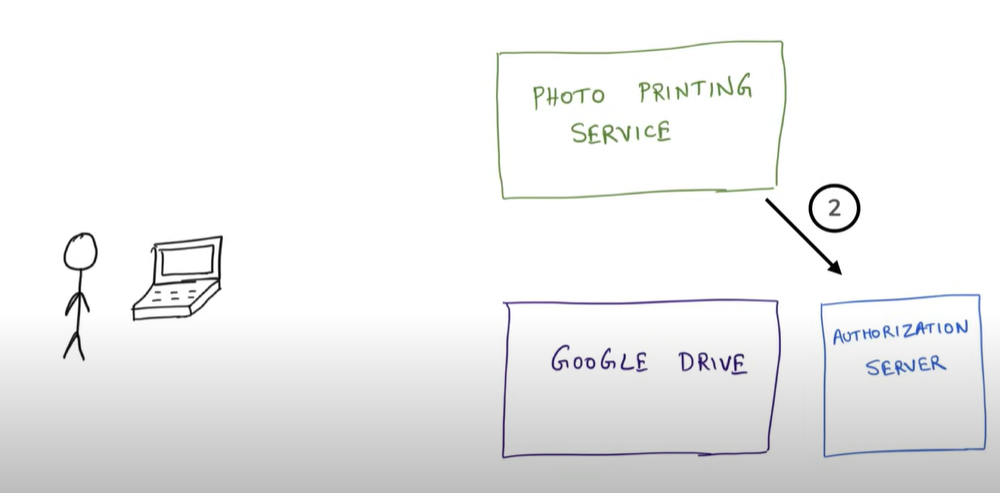 PHOTO PRINTING
SERVICE
2
GOOGLE DRIVE
AUTHORIZATION
SERVER